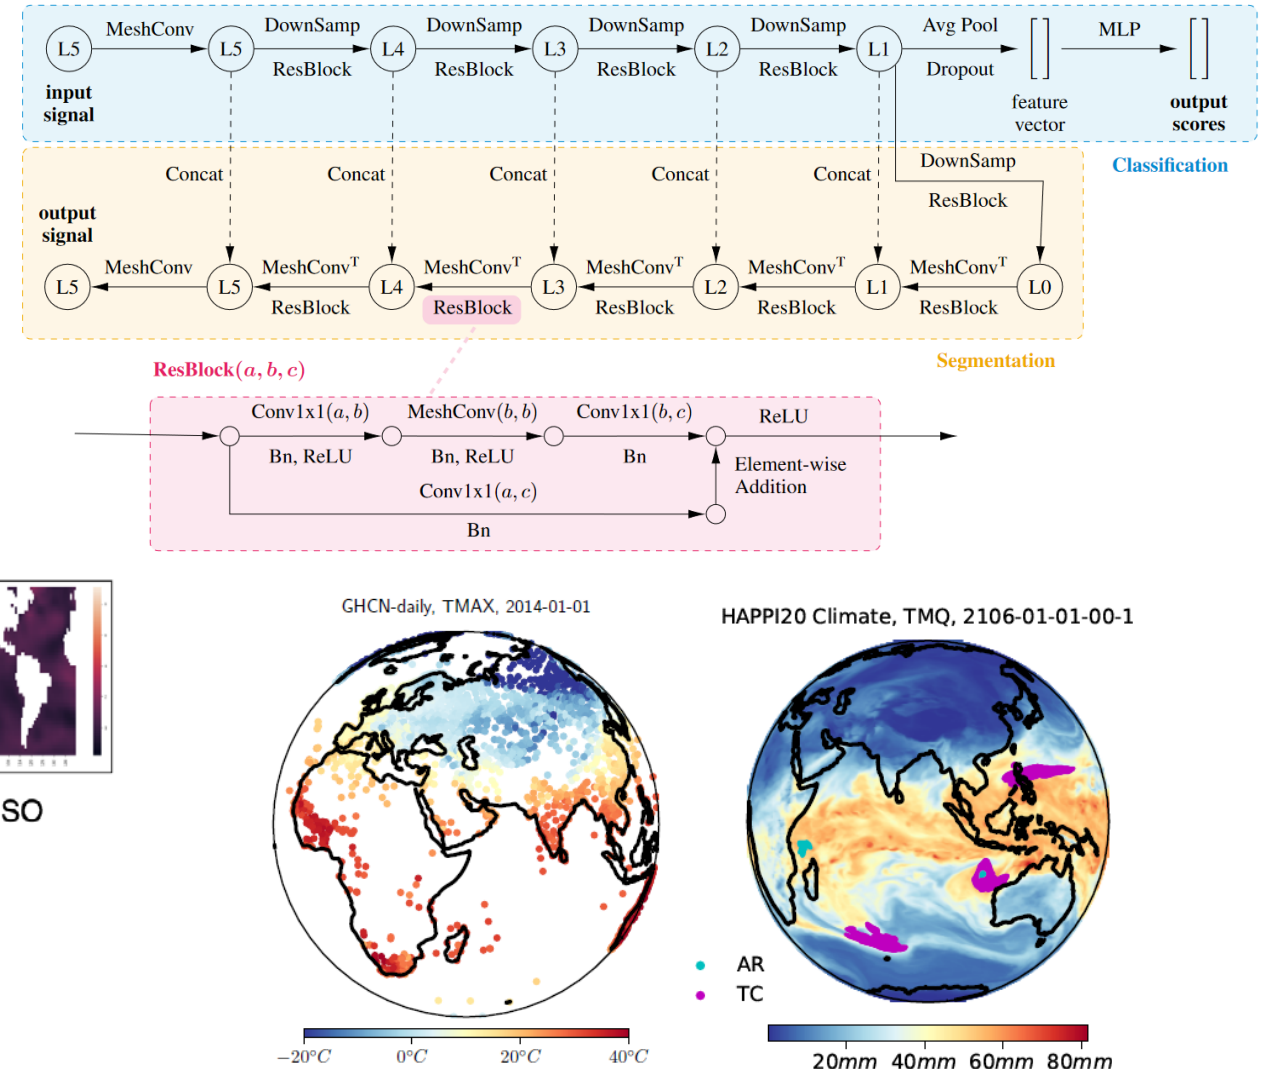 MeshConv
DownSamp
DownSamp
DownSamp
DownSamp
Avg Pool
MLP
L5
L5
L4
L3
L2
L1
ResBlock
ResBlock
ResBlock
ResBlock
Dropout
input
signal
feature
vector
output
scores
Classification
Concat
Concat
Concat
Concat
Concat
DownSamp
ResBlock
output
signal
MeshConv
MeshConvᵀ
MeshConvᵀ
MeshConvᵀ
MeshConvᵀ
MeshConvᵀ
L5
L5
L4
L3
L2
L1
L0
ResBlock
ResBlock
ResBlock
ResBlock
ResBlock
Segmentation
ResBlock(a, b, c)
Conv1x1(a, b)
MeshConv(b, b)
Conv1x1(b, c)
ReLU
Bn, ReLU
Bn, ReLU
Bn
Element-wise
Addition
Conv1x1(a, c)
Bn
SO
GHCN-daily, TMAX, 2014-01-01
−20°C 0°C 20°C 40°C
HAPPI20 Climate, TMQ, 2106-01-01-00-1
AR
TC
20mm 40mm 60mm 80mm